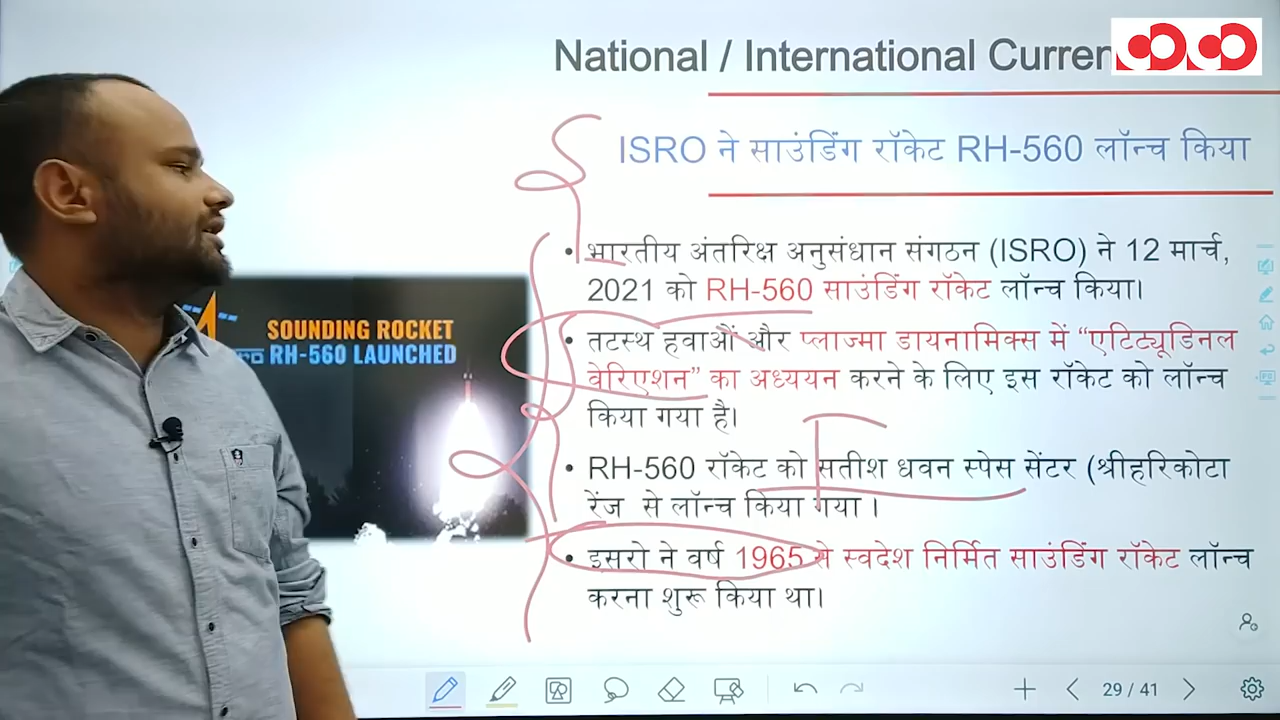 National / International Curren
ISRO ने साउंडिंग रॉकेट RH-560 लॉन्च किया
• भारतीय अंतरिक्ष अनुसंधान संगठन (ISRO) ने 12 मार्च,
2021 को RH-560 साउंडिंग रॉकेट लॉन्च किया।
• तटस्थ हवाओं और प्लाज्मा डायनामिक्स में “एटिट्यूडिनल
वेरिएशन” का अध्ययन करने के लिए इस रॉकेट को लॉन्च
किया गया है।
• RH-560 रॉकेट को सतीश धवन स्पेस सेंटर (श्रीहरिकोटा
रेंज से लॉन्च किया गया ।
• इसरो ने वर्ष 1965 से स्वदेश निर्मित साउंडिंग रॉकेट लॉन्च
करना शुरू किया था।
SOUNDING ROCKET
RH-560 LAUNCHED
29 / 41